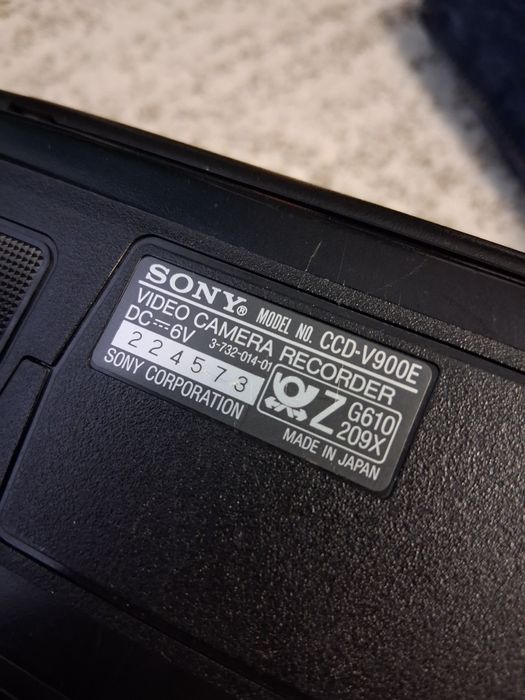 SONY®
MODEL NO. CCD-V900E
VIDEO CAMERA RECORDER
DC⎓6V 3-732-014-01
224573
SONY CORPORATION
Z G610
209X
MADE IN JAPAN